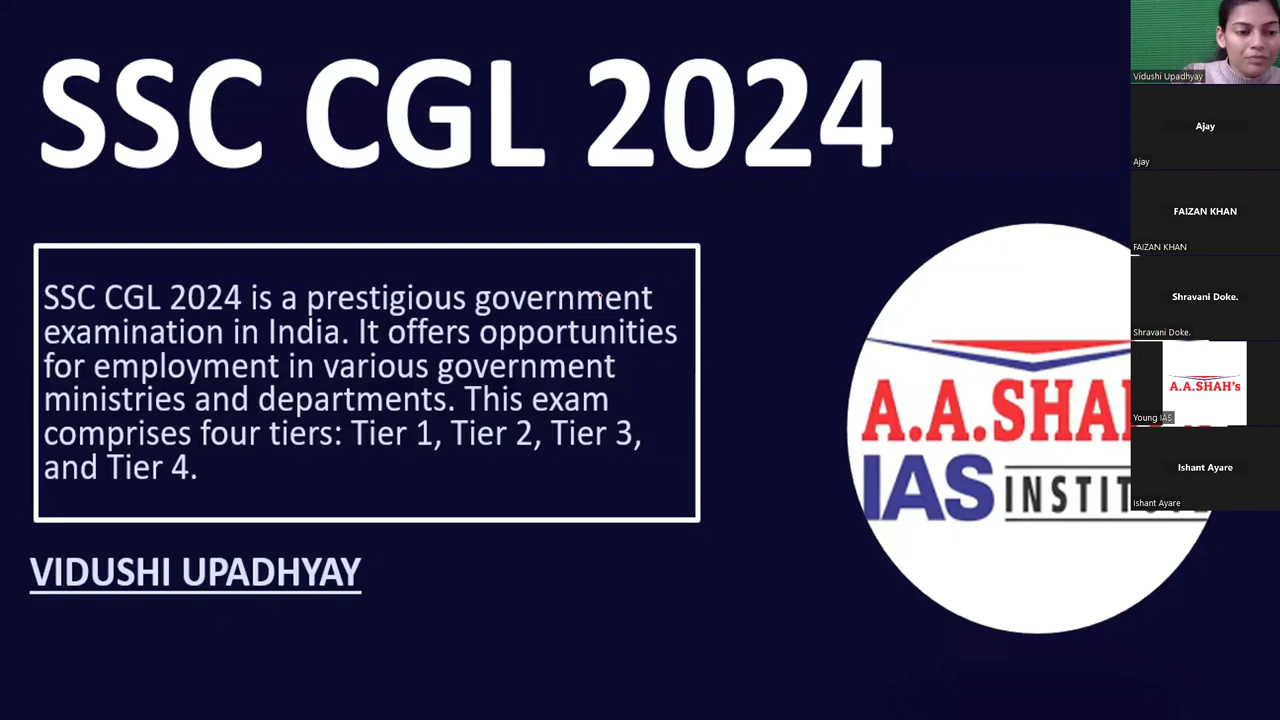 SSC CGL 2024
SSC CGL 2024 is a prestigious government
examination in India. It offers opportunities
for employment in various government
ministries and departments. This exam
comprises four tiers: Tier 1, Tier 2, Tier 3,
and Tier 4.
VIDUSHI UPADHYAY
A.A.SHA
IAS
Vidushi Upadhyay
Ajay
Ajay
FAIZAN KHAN
FAIZAN KHAN
Shravani Doke.
Shravani Doke.
A.A.SHAH's
Young IAS
Ishant Ayare
Ishant Ayare